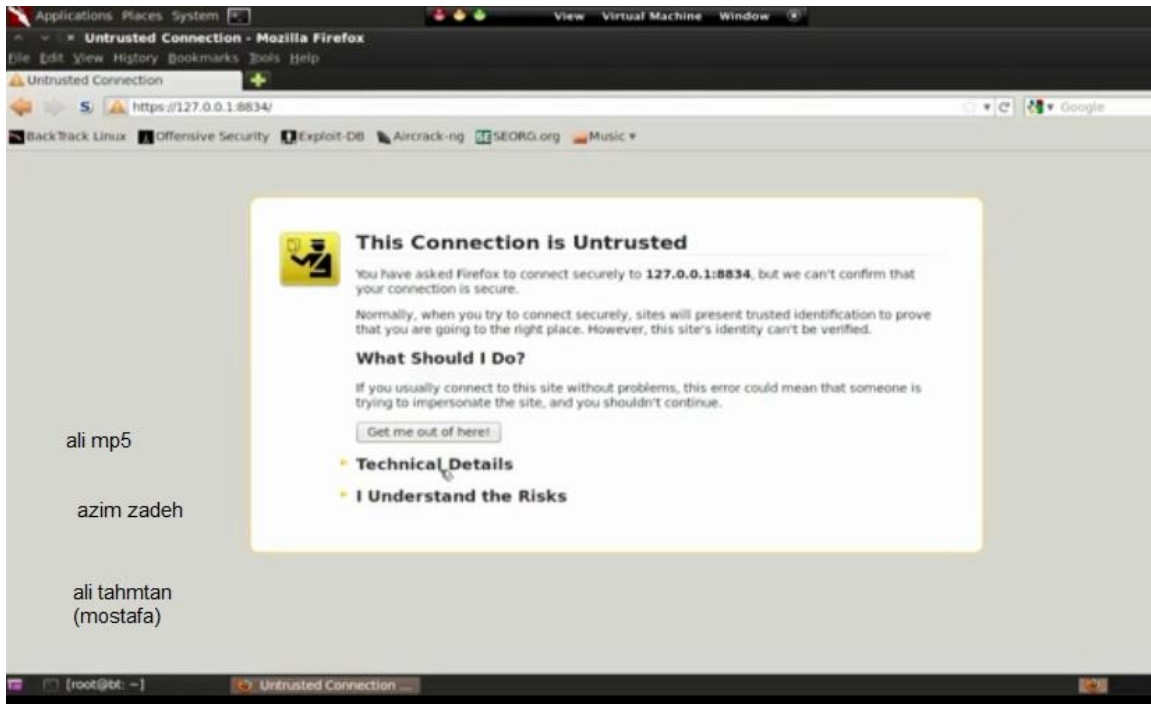 Applications Places System
View Virtual Machine Window
Untrusted Connection - Mozilla Firefox
File Edit View History Bookmarks Tools Help
Untrusted Connection
https://127.0.0.1:8834/
Google
BackTrack Linux Offensive Security Exploit-DB Aircrack-ng SEORG.org Music
This Connection is Untrusted
You have asked Firefox to connect securely to 127.0.0.1:8834, but we can't confirm that
your connection is secure.
Normally, when you try to connect securely, sites will present trusted identification to prove
that you are going to the right place. However, this site's identity can't be verified.
What Should I Do?
If you usually connect to this site without problems, this error could mean that someone is
trying to impersonate the site, and you shouldn't continue.
Get me out of here!
Technical Details
I Understand the Risks
ali mp5
azim zadeh
ali tahmtan
(mostafa)
[root@bt: ~]
Untrusted Connection ...